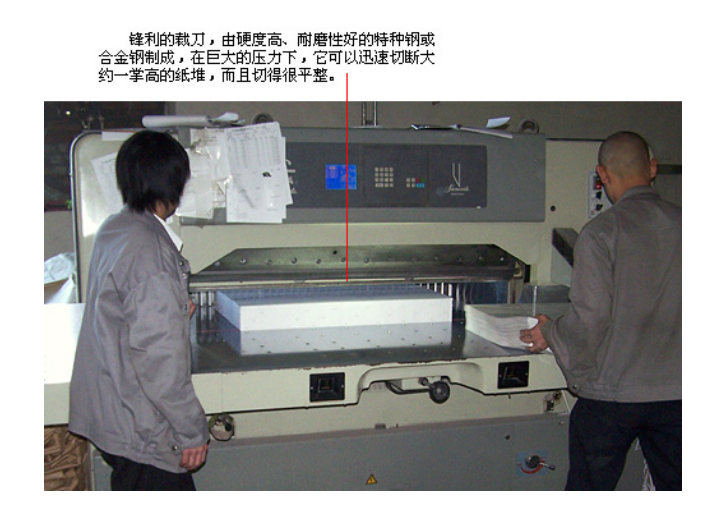 锋利的裁刀，由硬度高、耐磨性好的特种钢或
合金钢制成，在巨大的压力下，它可以迅速切断大
约一掌高的纸堆，而且切得很平整。